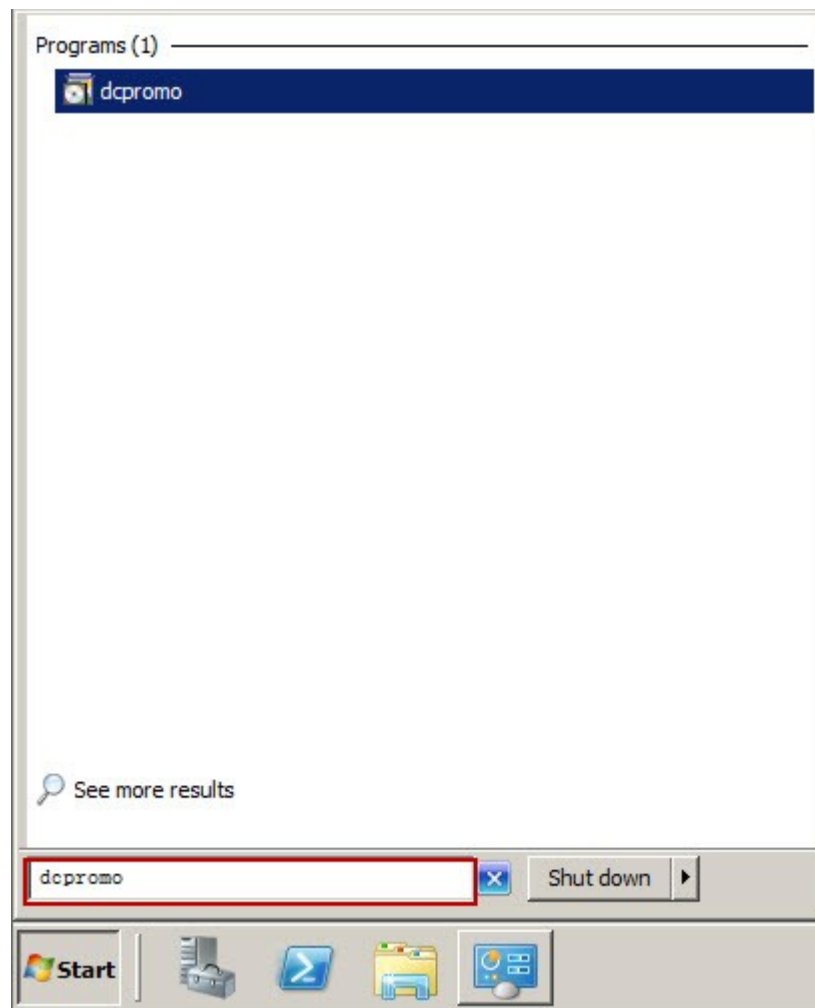 Programs (1)
dcpromo
See more results
dcpromo
Shut down
Start